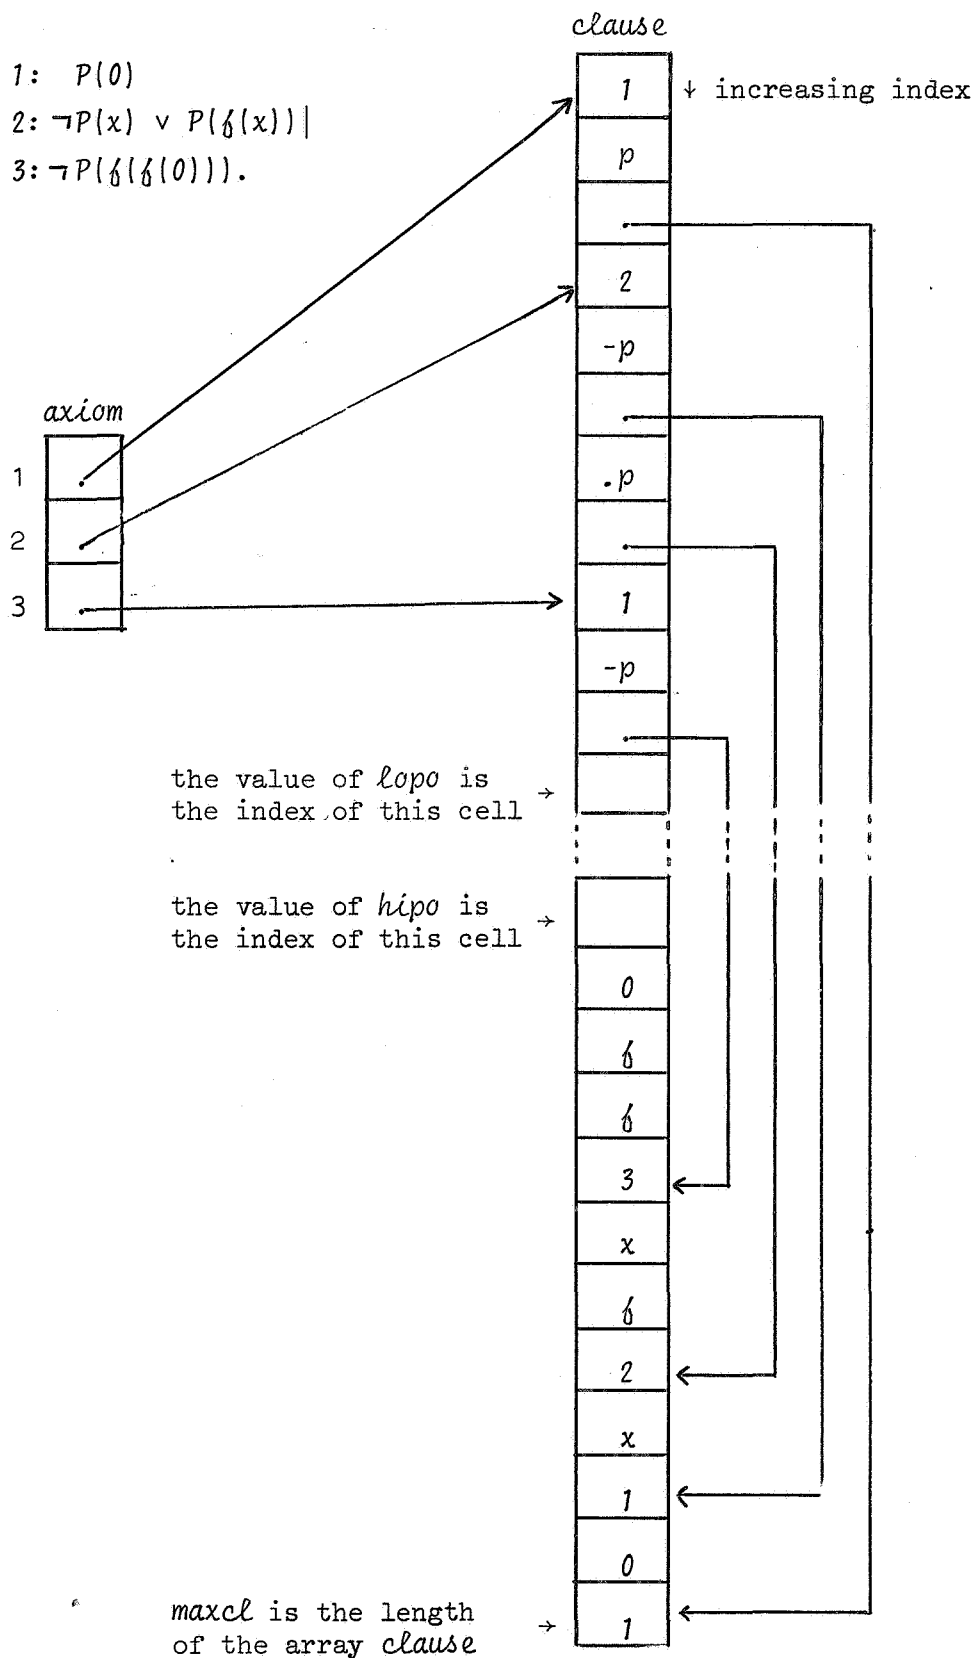 clause
1: P(0)
2: ¬P(x) ∨ P(f(x))|
3: ¬P(f(f(0))).
1
↓ increasing index
p
2
-p
axiom
1
.p
2
3
1
-p
the value of lopo is
the index of this cell →
the value of hipo is
the index of this cell →
0
f
f
3
x
f
2
x
1
0
maxcl is the length
of the array clause →
1